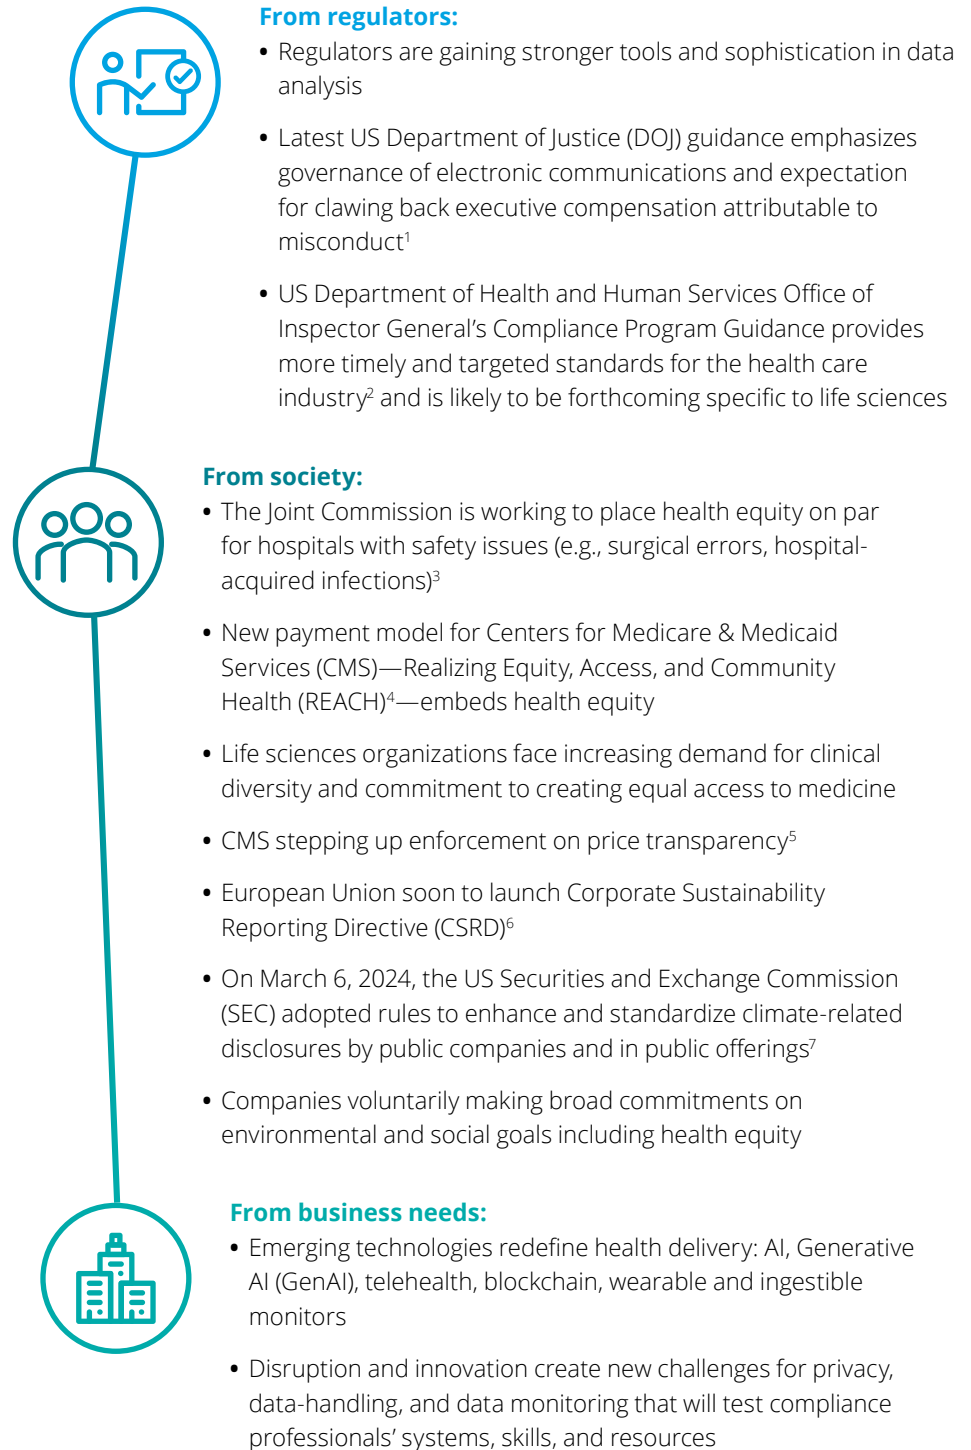 From regulators:
• Regulators are gaining stronger tools and sophistication in data
analysis
• Latest US Department of Justice (DOJ) guidance emphasizes
governance of electronic communications and expectation
for clawing back executive compensation attributable to
misconduct¹
• US Department of Health and Human Services Office of
Inspector General’s Compliance Program Guidance provides
more timely and targeted standards for the health care
industry² and is likely to be forthcoming specific to life sciences
From society:
• The Joint Commission is working to place health equity on par
for hospitals with safety issues (e.g., surgical errors, hospital-
acquired infections)³
• New payment model for Centers for Medicare & Medicaid
Services (CMS)—Realizing Equity, Access, and Community
Health (REACH)⁴—embeds health equity
• Life sciences organizations face increasing demand for clinical
diversity and commitment to creating equal access to medicine
• CMS stepping up enforcement on price transparency⁵
• European Union soon to launch Corporate Sustainability
Reporting Directive (CSRD)⁶
• On March 6, 2024, the US Securities and Exchange Commission
(SEC) adopted rules to enhance and standardize climate-related
disclosures by public companies and in public offerings⁷
• Companies voluntarily making broad commitments on
environmental and social goals including health equity
From business needs:
• Emerging technologies redefine health delivery: AI, Generative
AI (GenAI), telehealth, blockchain, wearable and ingestible
monitors
• Disruption and innovation create new challenges for privacy,
data-handling, and data monitoring that will test compliance
professionals’ systems, skills, and resources